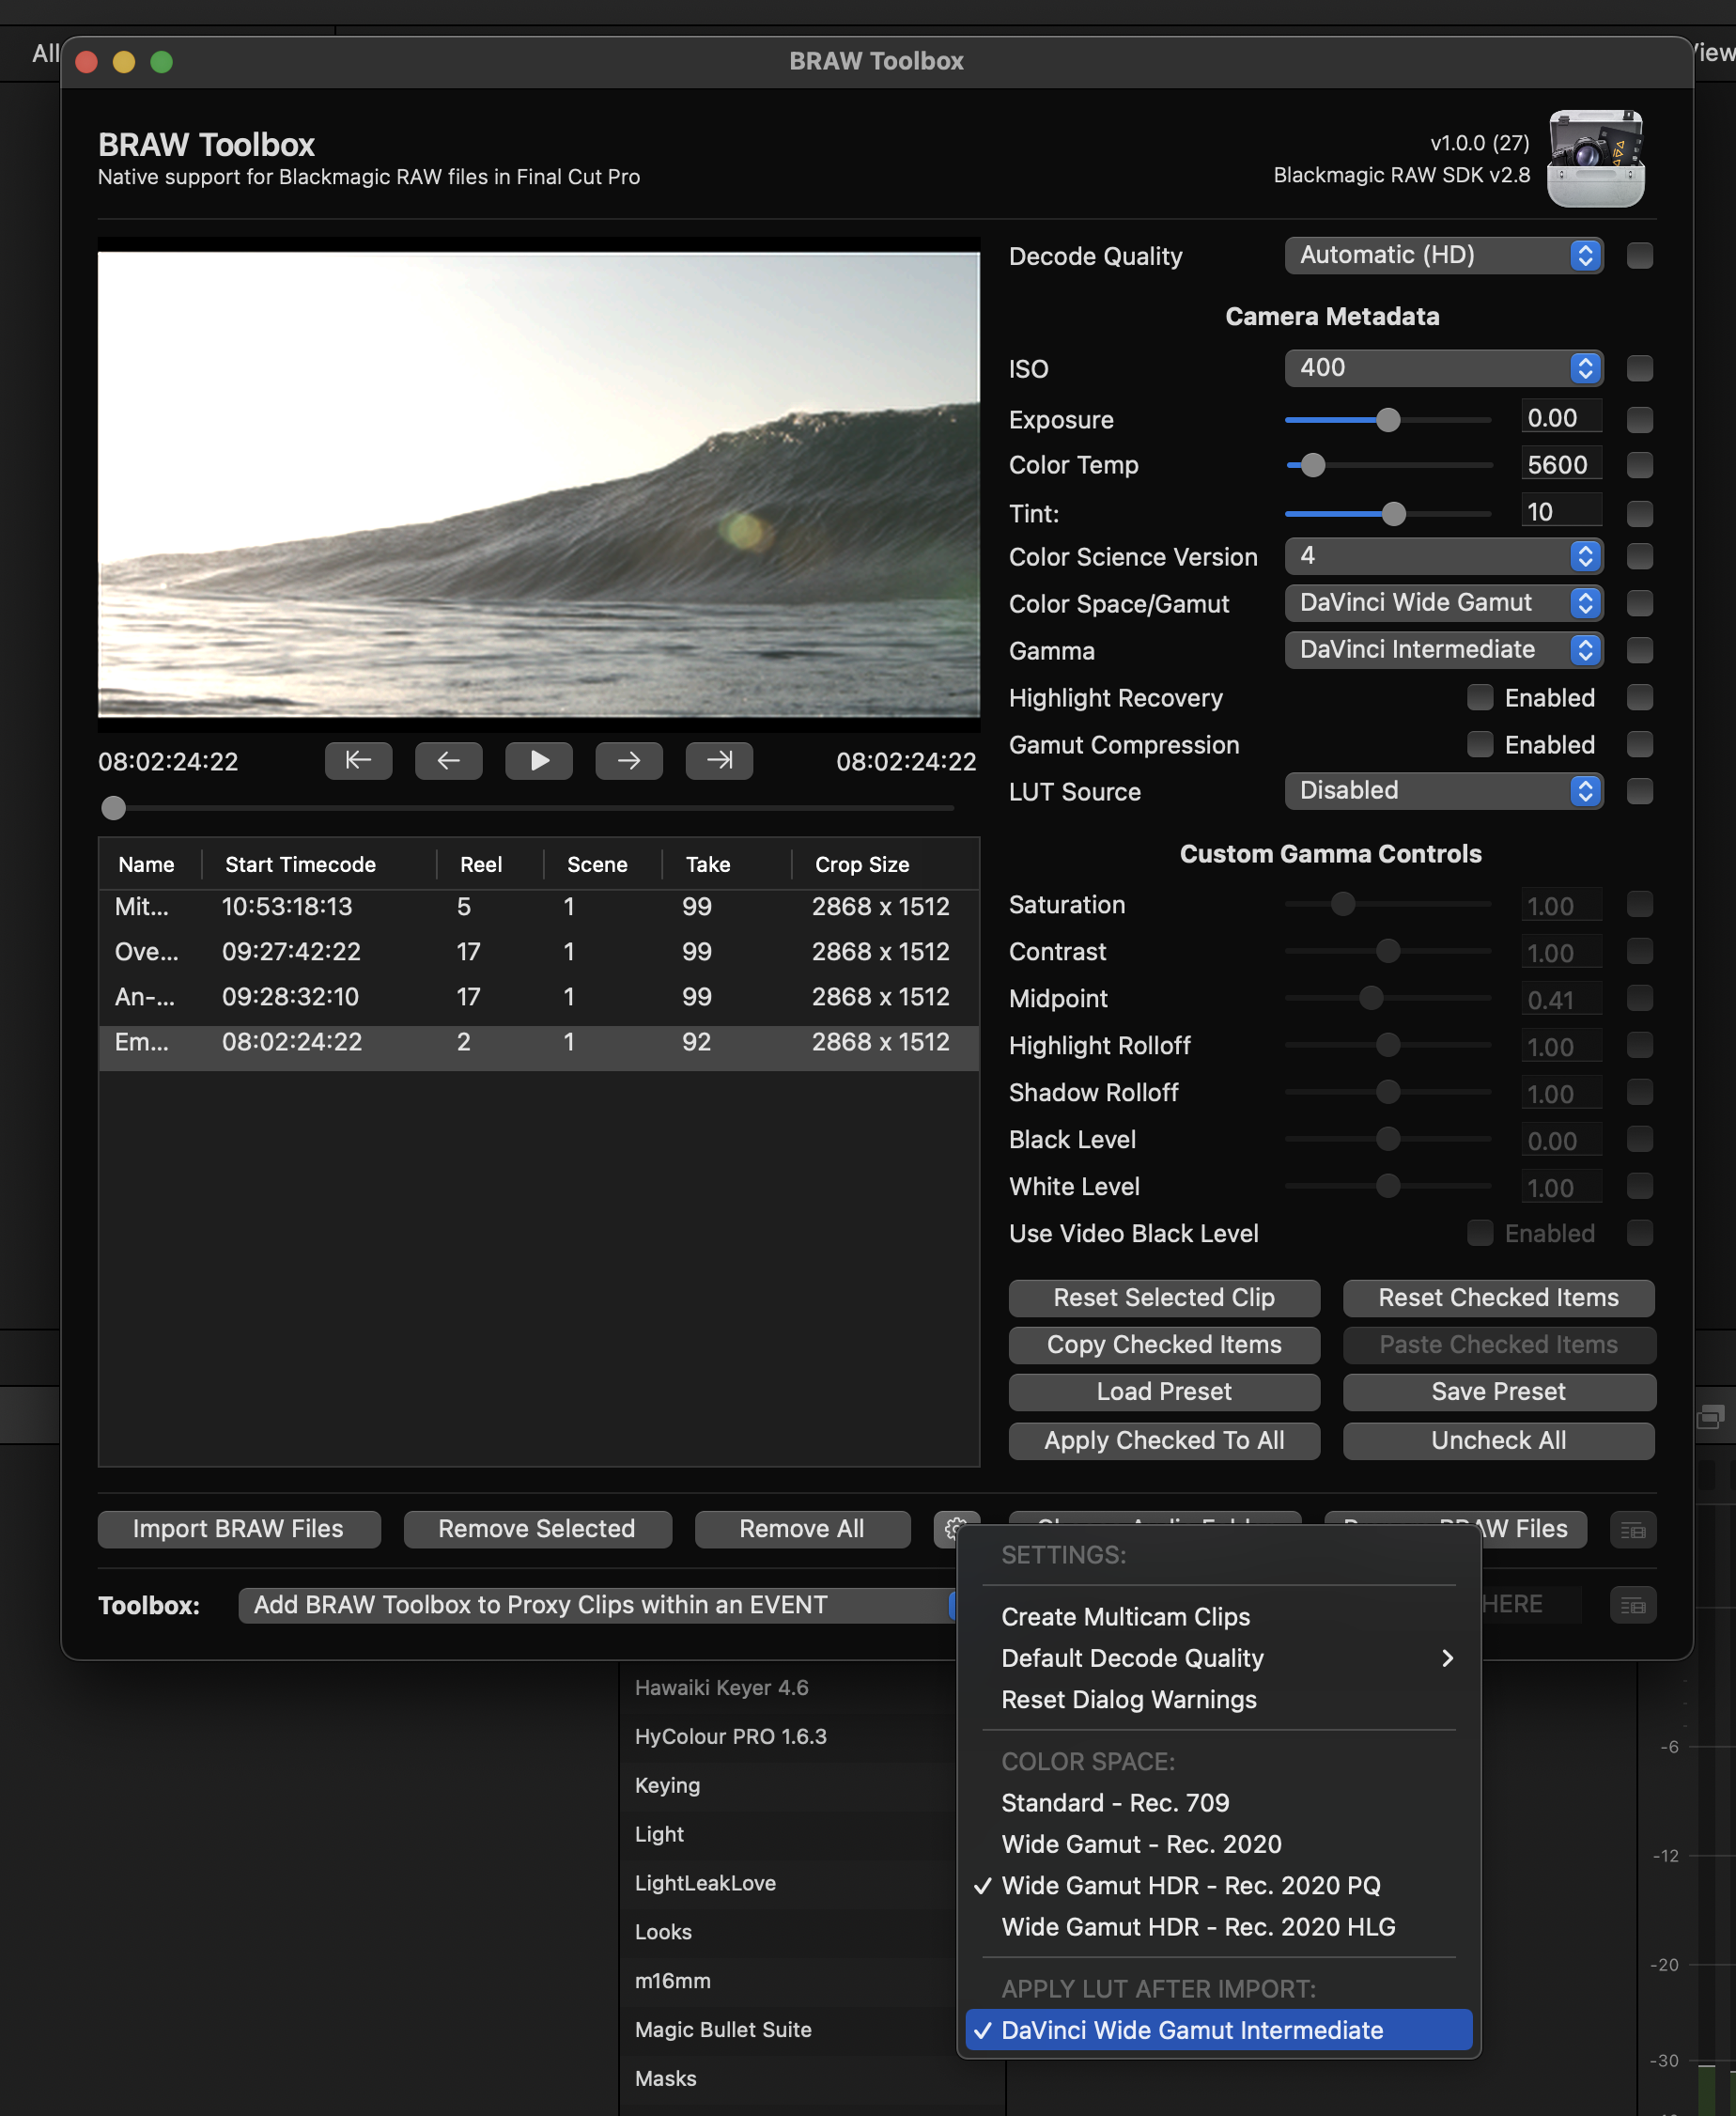 All
BRAW Toolbox
View
BRAW Toolbox
Native support for Blackmagic RAW files in Final Cut Pro
v1.0.0 (27)
Blackmagic RAW SDK v2.8
Decode Quality Automatic (HD)
Camera Metadata
ISO 400
Exposure 0.00
Color Temp 5600
Tint: 10
Color Science Version 4
Color Space/Gamut DaVinci Wide Gamut
Gamma DaVinci Intermediate
Highlight Recovery Enabled
Gamut Compression Enabled
LUT Source Disabled
08:02:24:22 08:02:24:22
Name Start Timecode Reel Scene Take Crop Size
Mit... 10:53:18:13 5 1 99 2868 x 1512
Ove... 09:27:42:22 17 1 99 2868 x 1512
An-... 09:28:32:10 17 1 99 2868 x 1512
Em... 08:02:24:22 2 1 92 2868 x 1512
Custom Gamma Controls
Saturation 1.00
Contrast 1.00
Midpoint 0.41
Highlight Rolloff 1.00
Shadow Rolloff 1.00
Black Level 0.00
White Level 1.00
Use Video Black Level Enabled
Reset Selected Clip Reset Checked Items
Copy Checked Items Paste Checked Items
Load Preset Save Preset
Apply Checked To All Uncheck All
Import BRAW Files Remove Selected Remove All BRAW Files
Toolbox: Add BRAW Toolbox to Proxy Clips within an EVENT HERE
SETTINGS:
Create Multicam Clips
Default Decode Quality
Reset Dialog Warnings
COLOR SPACE:
Standard - Rec. 709
Wide Gamut - Rec. 2020
✓ Wide Gamut HDR - Rec. 2020 PQ
Wide Gamut HDR - Rec. 2020 HLG
APPLY LUT AFTER IMPORT:
✓ DaVinci Wide Gamut Intermediate
Hawaiki Keyer 4.6
HyColour PRO 1.6.3
Keying
Light
LightLeakLove
Looks
m16mm
Magic Bullet Suite
Masks
-6
-12
-20
-30